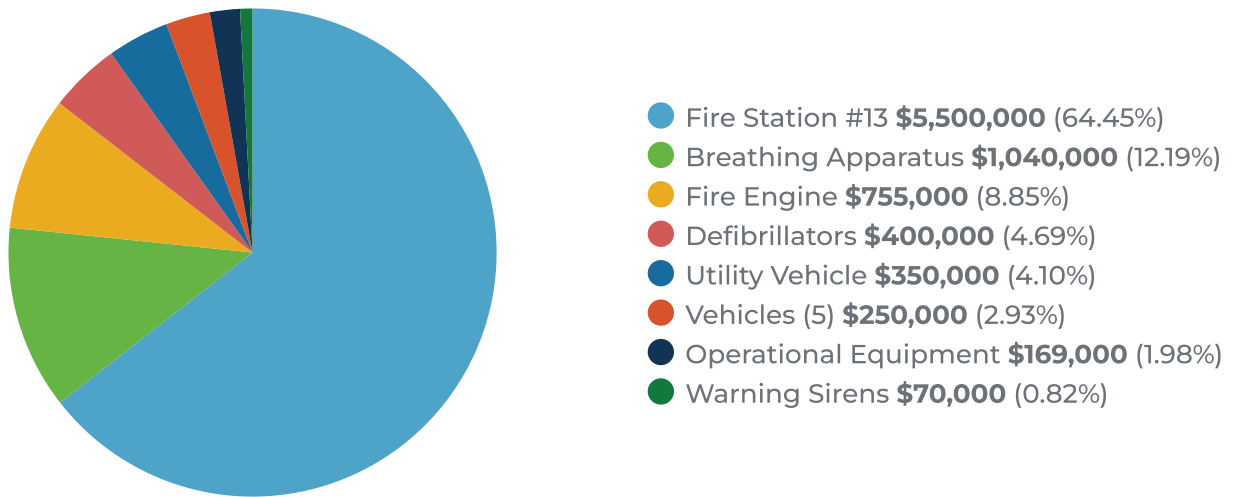 Fire Station #13 $5,500,000 (64.45%)
Breathing Apparatus $1,040,000 (12.19%)
Fire Engine $755,000 (8.85%)
Defibrillators $400,000 (4.69%)
Utility Vehicle $350,000 (4.10%)
Vehicles (5) $250,000 (2.93%)
Operational Equipment $169,000 (1.98%)
Warning Sirens $70,000 (0.82%)